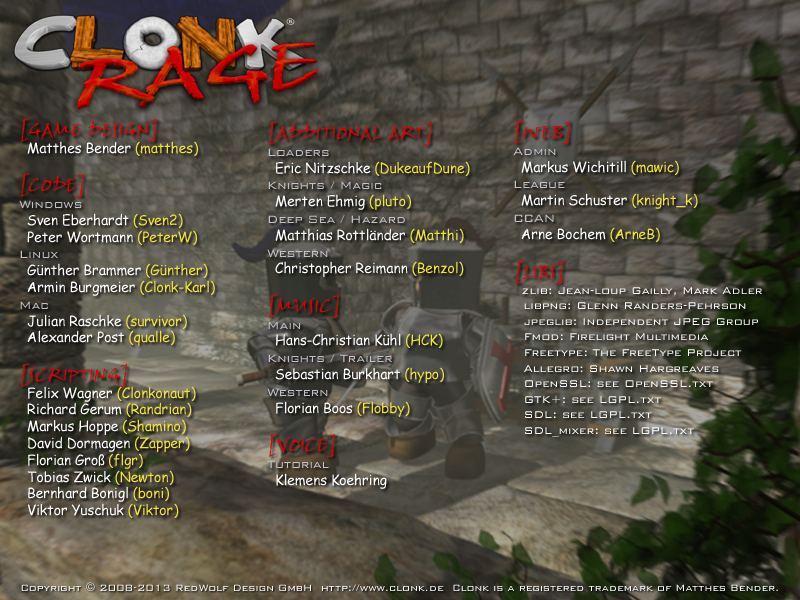 CLONK®
RAGE
[Game Design]
Matthes Bender (matthes)
[Code]
Windows
Sven Eberhardt (Sven2)
Peter Wortmann (PeterW)
Linux
Günther Brammer (Günther)
Armin Burgmeier (Clonk-Karl)
Mac
Julian Raschke (survivor)
Alexander Post (qualle)
[Scripting]
Felix Wagner (Clonkonaut)
Richard Gerum (Randrian)
Markus Hoppe (Shamino)
David Dormagen (Zapper)
Florian Groß (flgr)
Tobias Zwick (Newton)
Bernhard Bonigl (boni)
Viktor Yuschuk (Viktor)
[Additional Art]
Loaders
Eric Nitzschke (DukeaufDune)
Knights / Magic
Merten Ehmig (pluto)
Deep Sea / Hazard
Matthias Rottländer (Matthi)
Western
Christopher Reimann (Benzol)
[Music]
Main
Hans-Christian Kühl (HCK)
Knights / Trailer
Sebastian Burkhart (hypo)
Western
Florian Boos (Flobby)
[Voice]
Tutorial
Klemens Koehring
[Web]
Admin
Markus Wichitill (mawic)
League
Martin Schuster (knight_k)
CCAN
Arne Bochem (ArneB)
[Libs]
zlib: Jean-loup Gailly, Mark Adler
libpng: Glenn Randers-Pehrson
jpeglib: Independent JPEG Group
Fmod: Firelight Multimedia
Freetype: The FreeType Project
Allegro: Shawn Hargreaves
OpenSSL: see OpenSSL.txt
GTK+: see LGPL.txt
SDL: see LGPL.txt
SDL_mixer: see LGPL.txt
Copyright © 2008-2013 RedWolf Design GmbH http://www.clonk.de Clonk is a registered trademark of Matthes Bender.